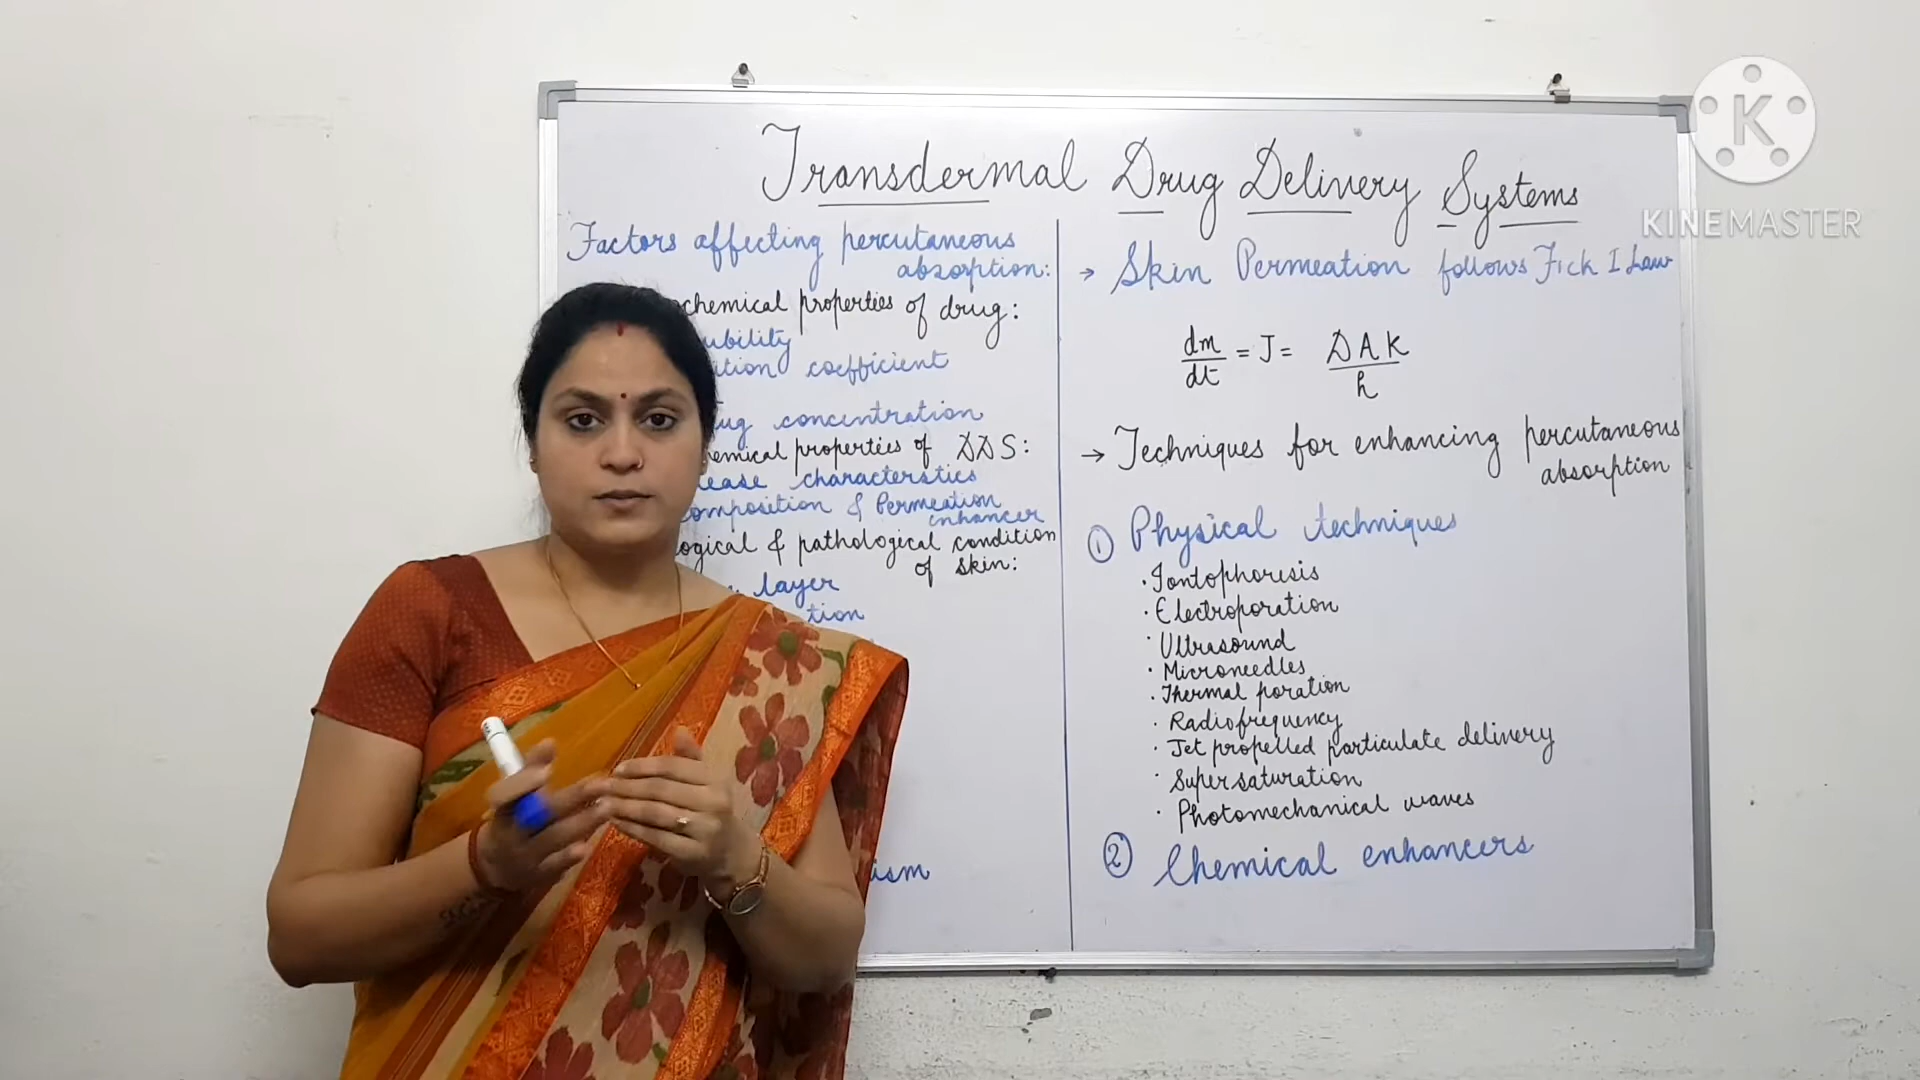 Transdermal Drug Delivery Systems
Factors affecting percutaneous
absorption:
properties of drug:
coefficient
concentration
properties of DDS:
characterstics
& Permeation
enhancer
& pathological condition
of skin:
layer
→ Skin Permeation follows Fick I Law
dm/dt = J = DAK/h
→ Techniques for enhancing percutaneous
absorption
① Physical techniques
· Iontophoresis
· Electroporation
· Ultrasound
· Microneedles
· Thermal poration
· Radiofrequency
· Jet propelled particulate delivery
· Supersaturation
· Photomechanical waves
② Chemical enhancers
K
KINEMASTER